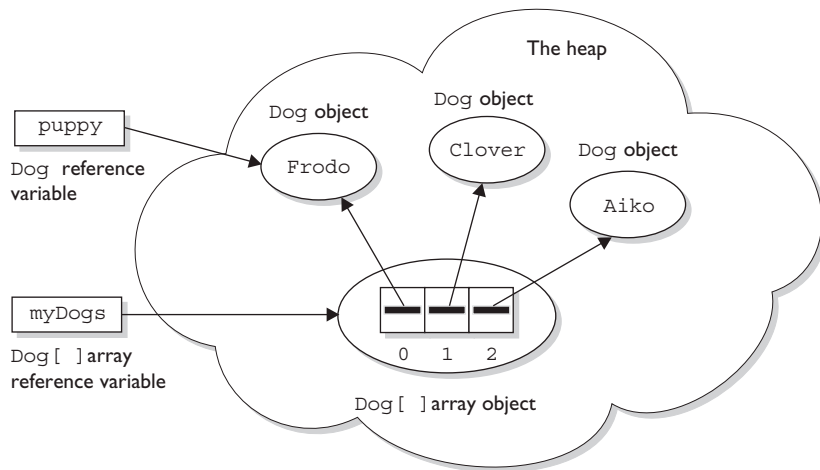 The heap
Dog object
Dog object
puppy
Clover
Dog object
Frodo
Dog reference
variable
Aiko
myDogs
0 1 2
Dog[ ] array
reference variable
Dog[ ] array object